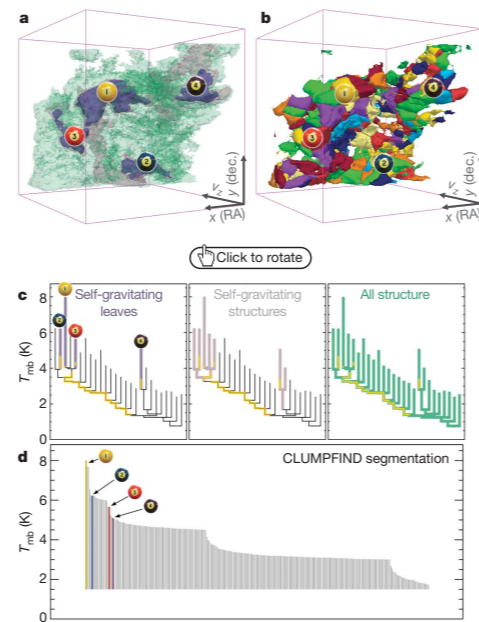 a
b
1
4
3
2
1
4
3
2
v_z
y (dec.)
x (RA)
v_z
y (dec.)
x (RA)
Click to rotate
c
8
6
4
2
0
T_mb (K)
Self-gravitating
leaves
1
2
3
4
Self-gravitating
structures
All structure
d
8
6
4
2
0
T_mb (K)
CLUMPFIND segmentation
1
2
3
4